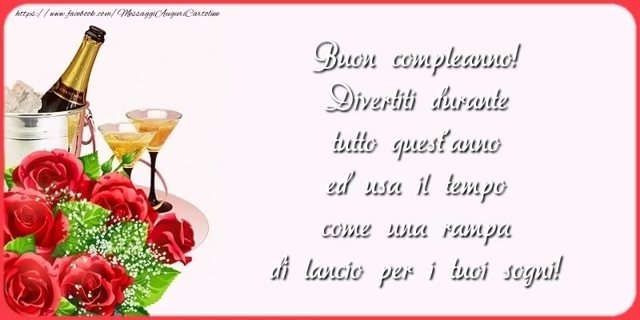 https://www.facebook.com/MessaggiAuguriCartoline
Buon compleanno!
Divertiti durante
tutto quest'anno
ed usa il tempo
come una rampa
di lancio per i tuoi sogni!